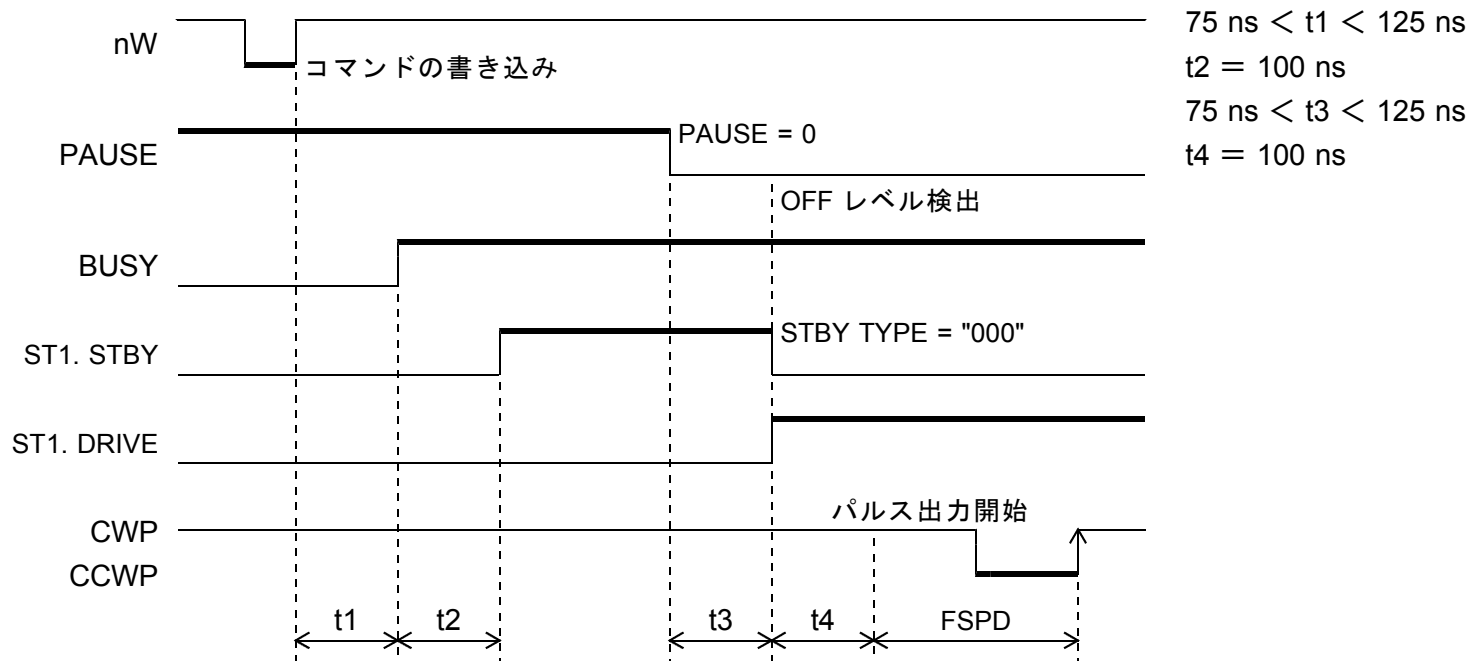 nW
コマンドの書き込み
75 ns ＜ t1 ＜ 125 ns
t2 ＝ 100 ns
75 ns ＜ t3 ＜ 125 ns
t4 ＝ 100 ns
PAUSE
PAUSE = 0
OFF レベル検出
BUSY
ST1. STBY
STBY TYPE = "000"
ST1. DRIVE
パルス出力開始
CWP
CCWP
t1 t2 t3 t4 FSPD